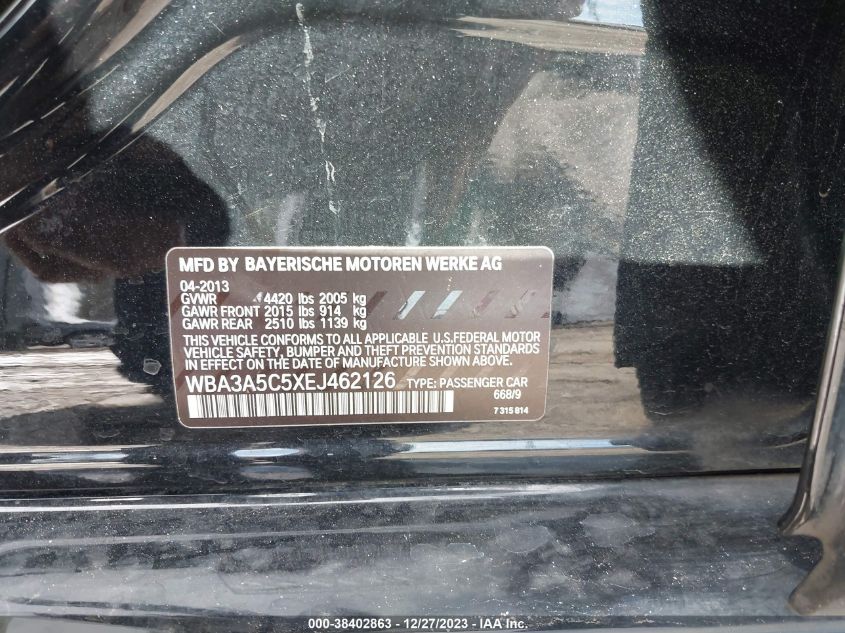 MFD BY BAYERISCHE MOTOREN WERKE AG
04-2013
GVWR 4420 lbs 2005 kg
GAWR FRONT 2015 lbs 914 kg
GAWR REAR 2510 lbs 1139 kg
THIS VEHICLE CONFORMS TO ALL APPLICABLE U.S.FEDERAL MOTOR
VEHICLE SAFETY, BUMPER AND THEFT PREVENTION STANDARDS
IN EFFECT ON THE DATE OF MANUFACTURE SHOWN ABOVE.
WBA3A5C5XEJ462126 TYPE: PASSENGER CAR
668/9
7 315 814
000-38402863 - 12/27/2023 - IAA Inc.